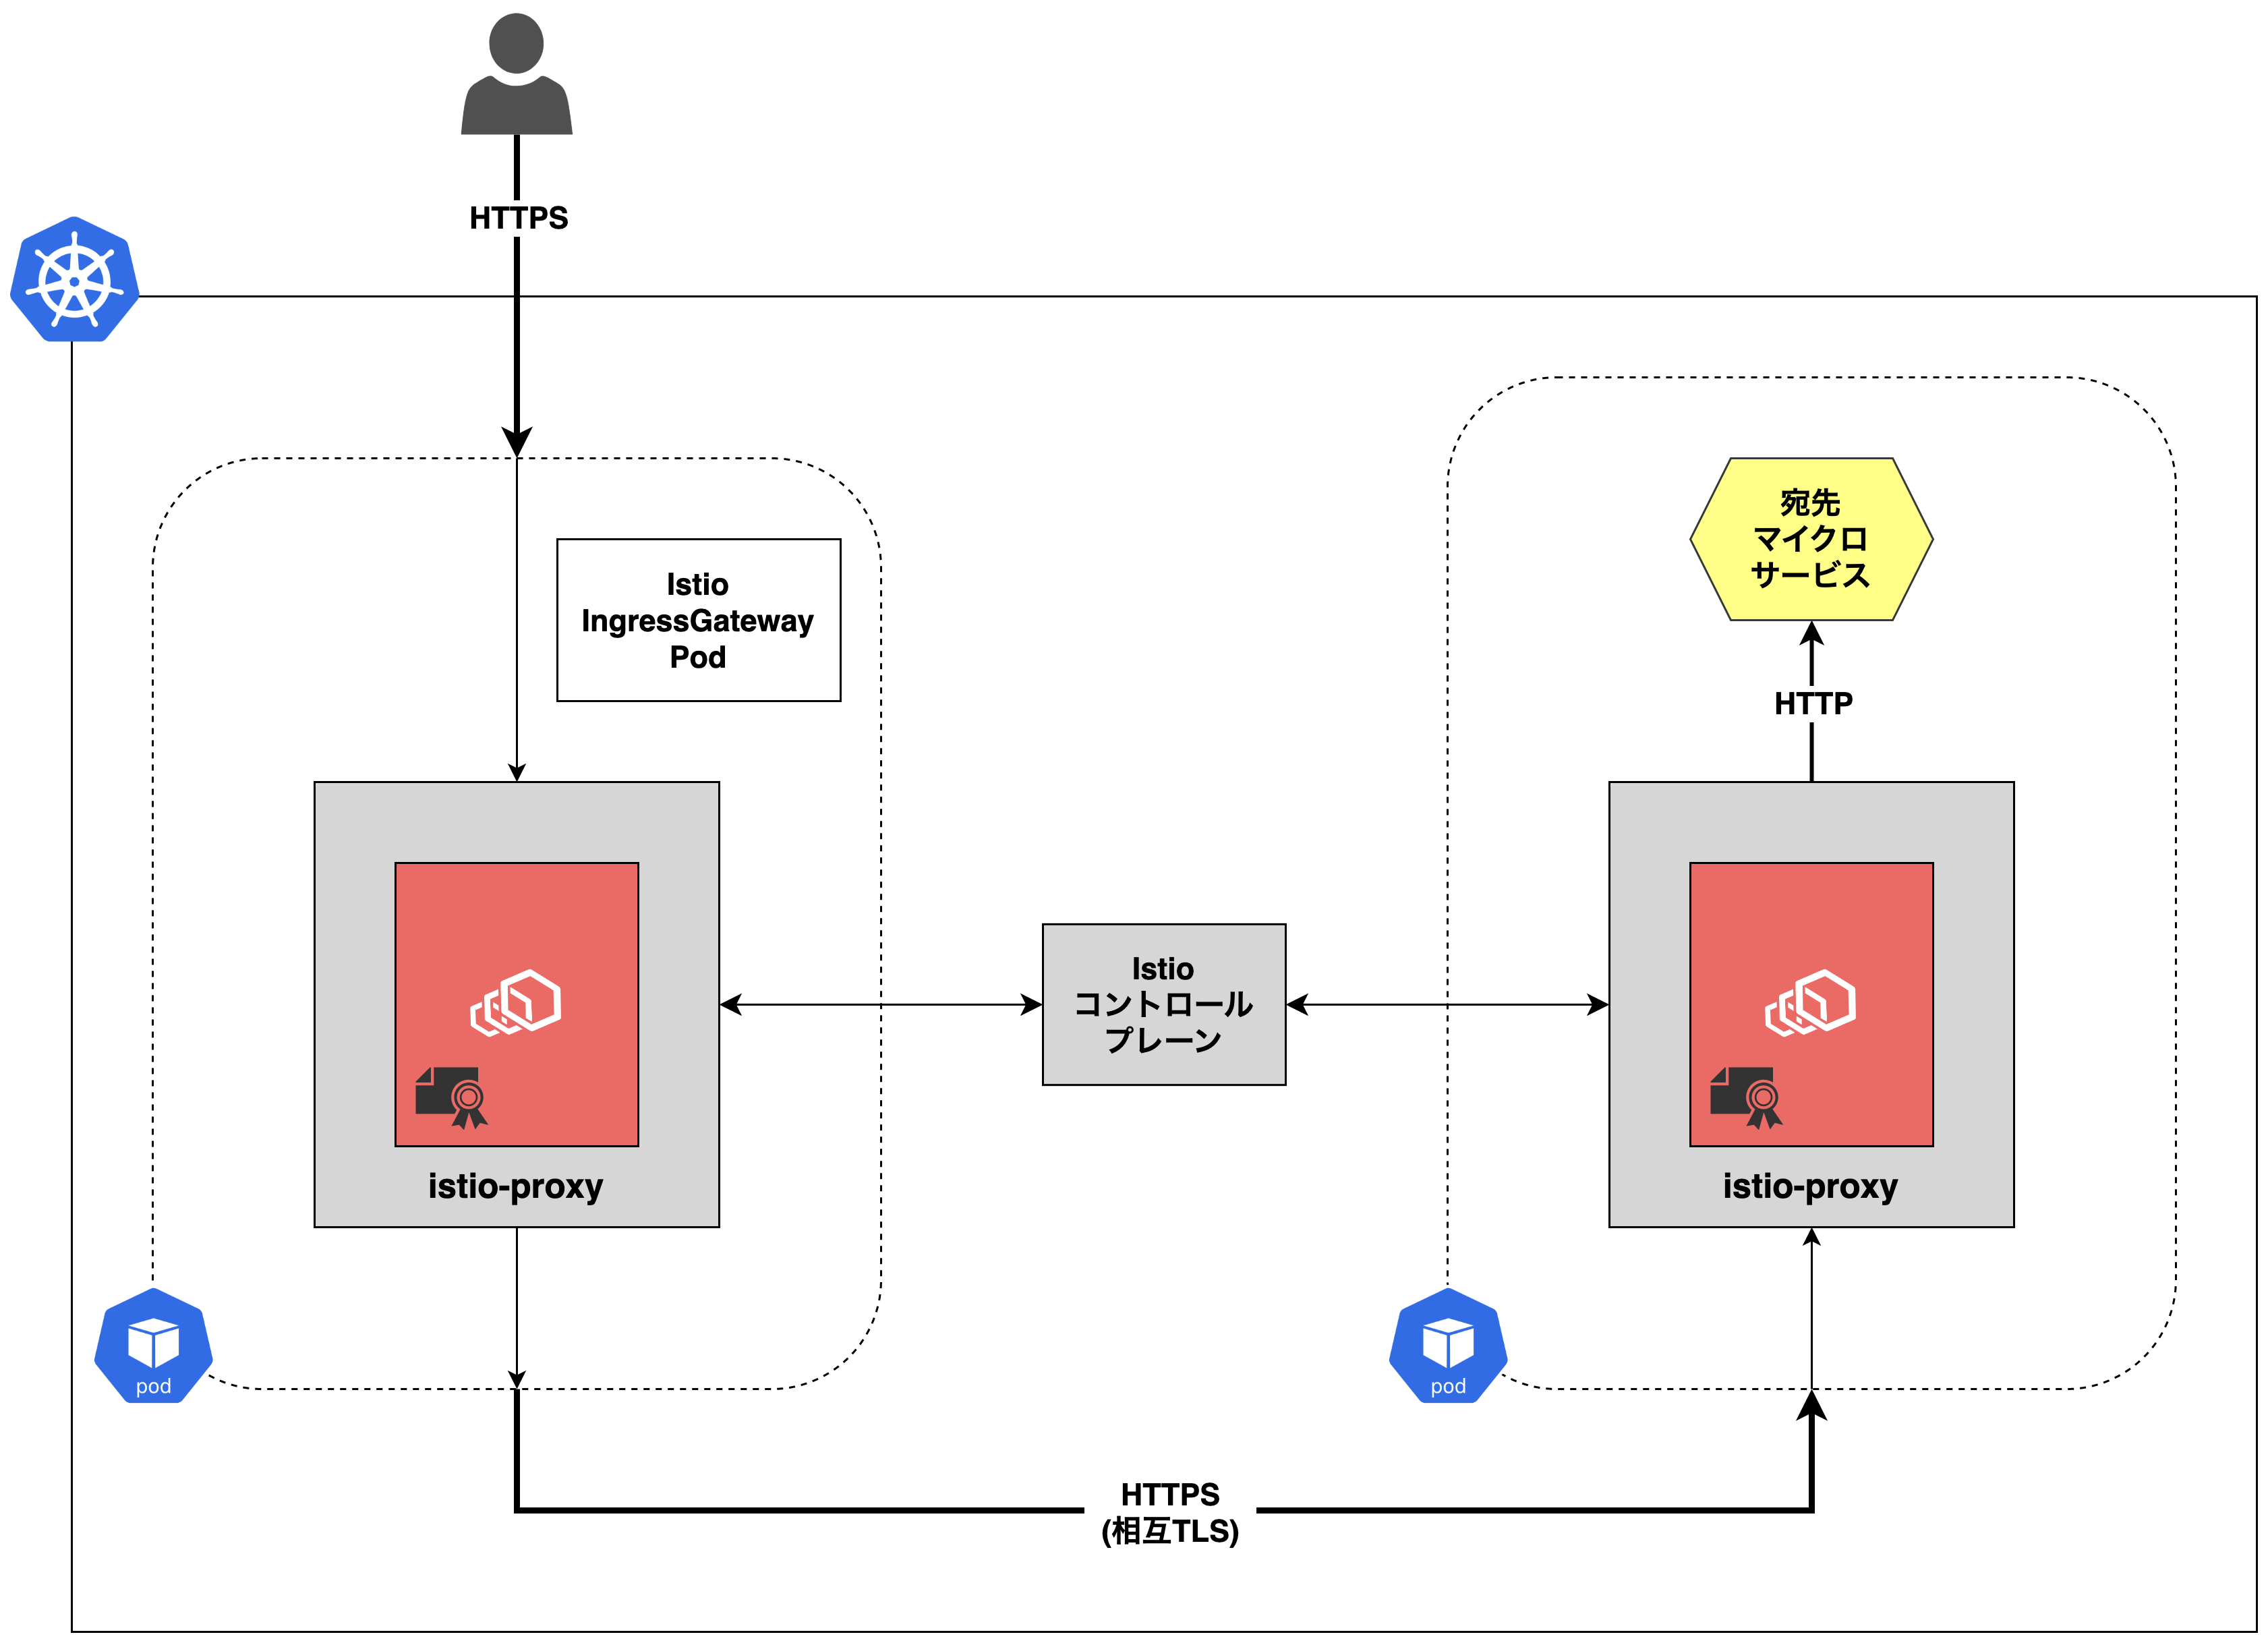 HTTPS
Istio
IngressGateway
Pod
istio-proxy
pod
Istio
コントロール
プレーン
宛先
マイクロ
サービス
HTTP
istio-proxy
pod
HTTPS
(相互TLS)